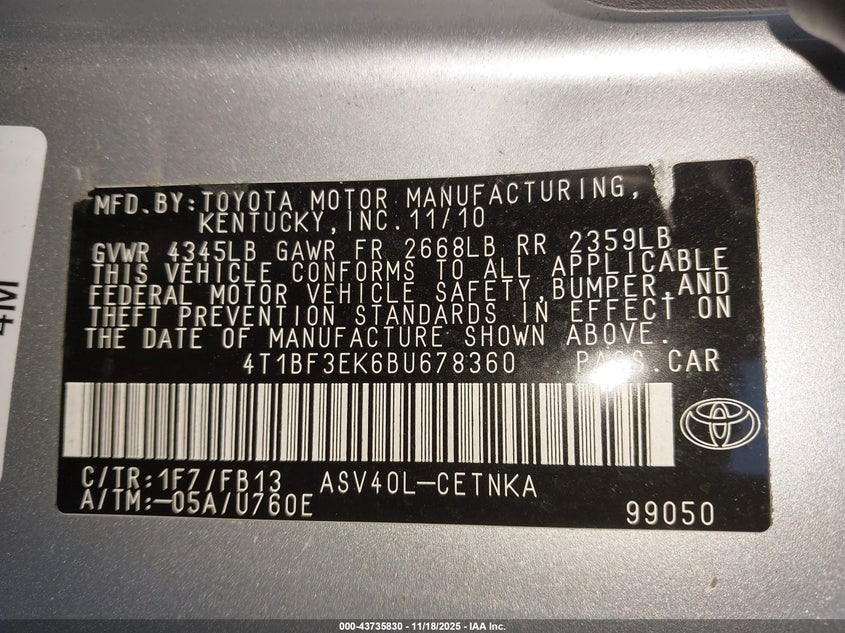 MFD.BY:TOYOTA MOTOR MANUFACTURING,
KENTUCKY,INC.11/10
GVWR 4345LB GAWR FR 2668LB RR 2359LB
THIS VEHICLE CONFORMS TO ALL APPLICABLE
FEDERAL MOTOR VEHICLE SAFETY,BUMPER,AND
THEFT PREVENTION STANDARDS IN EFFECT ON
THE DATE OF MANUFACTURE SHOWN ABOVE.
4T1BF3EK6BU678360 PASS.CAR
C/TR:1F7/FB13 ASV40L-CETNKA
A/TM:-05A/U760E
99050
000-43735830 - 11/18/2025 - IAA Inc.